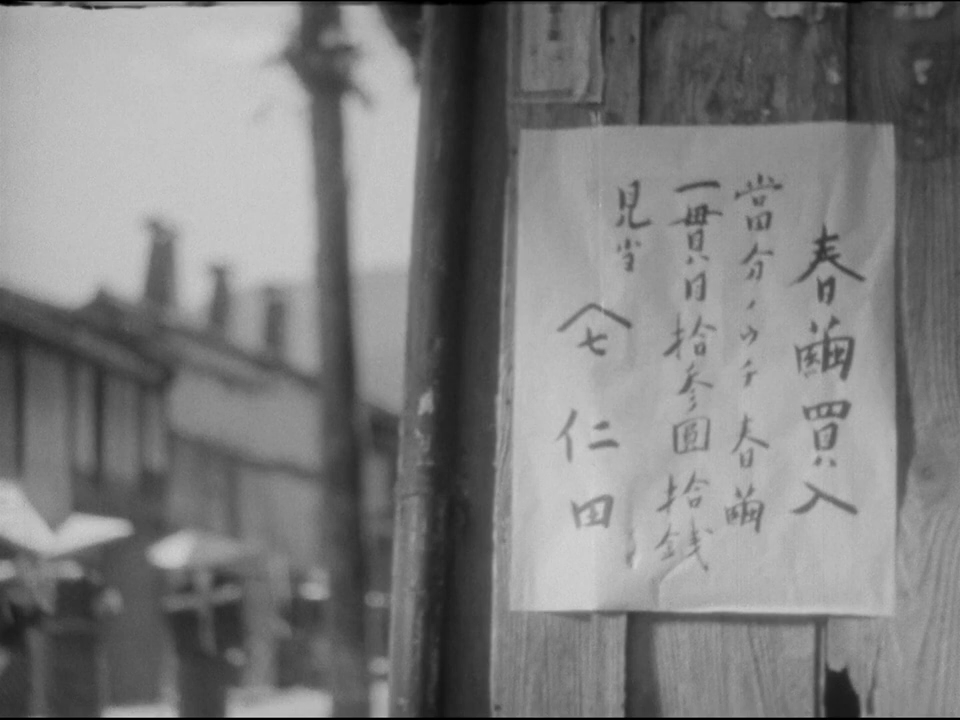 春繭買入
當分ノウチ春繭
一貫目拾参圓拾銭
見当
七 仁田